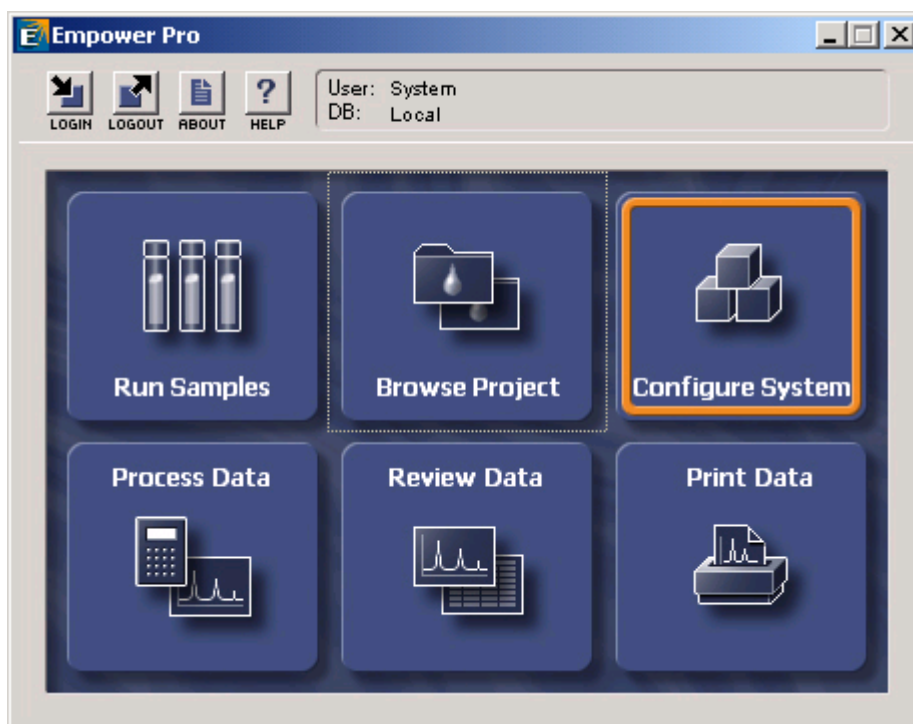 Empower Pro
LOGIN LOGOUT ABOUT HELP
User: System
DB: Local
Run Samples Browse Project Configure System
Process Data Review Data Print Data